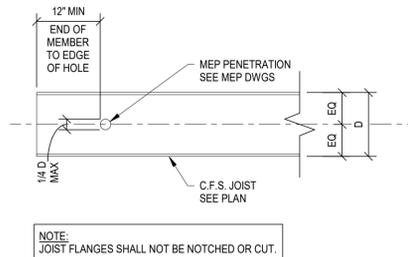 12" MIN
END OF
MEMBER
TO EDGE
OF HOLE
MEP PENETRATION
SEE MEP DWGS
1/4 D
MAX
EQ
EQ
D
C.F.S. JOIST
SEE PLAN
NOTE:
JOIST FLANGES SHALL NOT BE NOTCHED OR CUT.